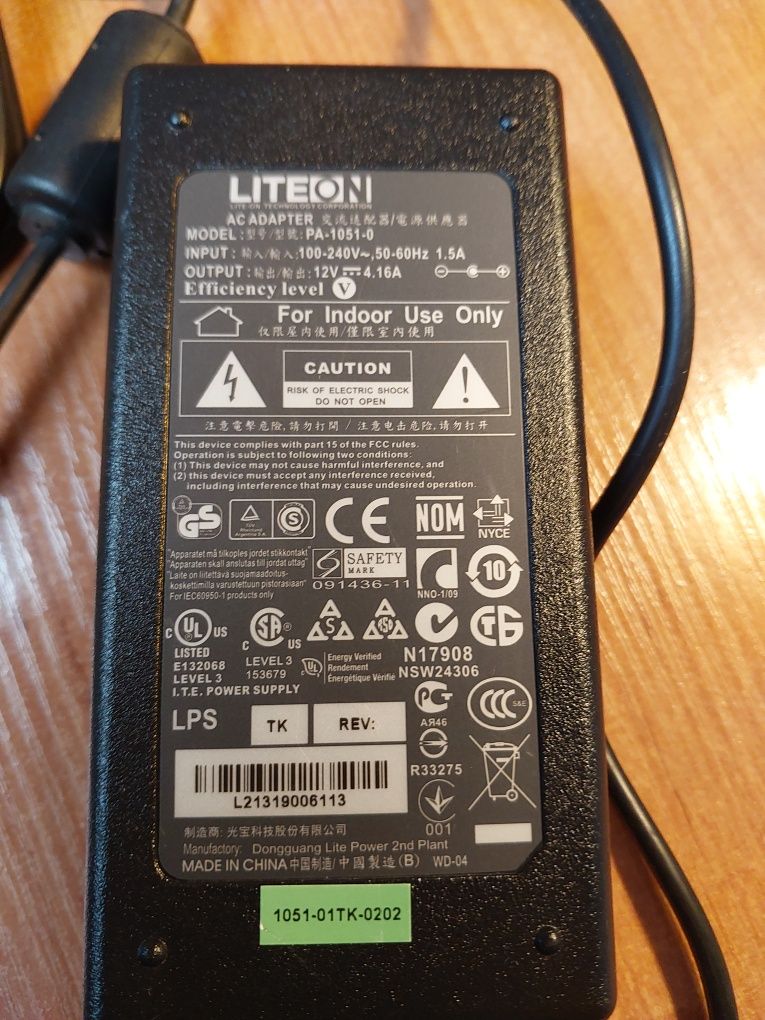 LITEON
LITE-ON TECHNOLOGY CORPORATION
AC ADAPTER 交流适配器/電源供應器
MODEL:型号/型號: PA-1051-0
INPUT: 输入/輸入:100-240V~,50-60Hz 1.5A
OUTPUT: 输出/輸出: 12V 4.16A
Efficiency level V
For Indoor Use Only
仅限屋内使用/僅限室內使用
CAUTION
RISK OF ELECTRIC SHOCK
DO NOT OPEN
注意電擊危險,請勿打開 / 注意电击危险,请勿打开
This device complies with part 15 of the FCC rules.
Operation is subject to following two conditions:
(1) This device may not cause harmful interference, and
(2) this device must accept any interference received,
including interference that may cause undesired operation.
GS
TÜV Rheinland Argentina S.A.
S
CE
NOM
NYCE
"Apparatet må tilkoples jordet stikkontakt"
"Apparaten skall anslutas till jordat uttag"
"Laite on liitettävä suojamaadoitus-
koskettimilla varustettuun pistorasiaan"
For IEC60950-1 products only
SAFETY
MARK
091436-11
NNO-1/09
10
C UL US
LISTED
E132068
LEVEL 3
I.T.E. POWER SUPPLY
C US
LEVEL 3
153679
S
UL
Energy Verified
Rendement
Énergétique Vérifié
N17908
NSW24306
LPS
TK
REV:
РСТ
АЯ46
CCC S&E
R33275
001
L21319006113
制造商: 光宝科技股份有限公司
Manufactory: Dongguang Lite Power 2nd Plant
MADE IN CHINA 中国制造/中國製造(B) WD-04
1051-01TK-0202